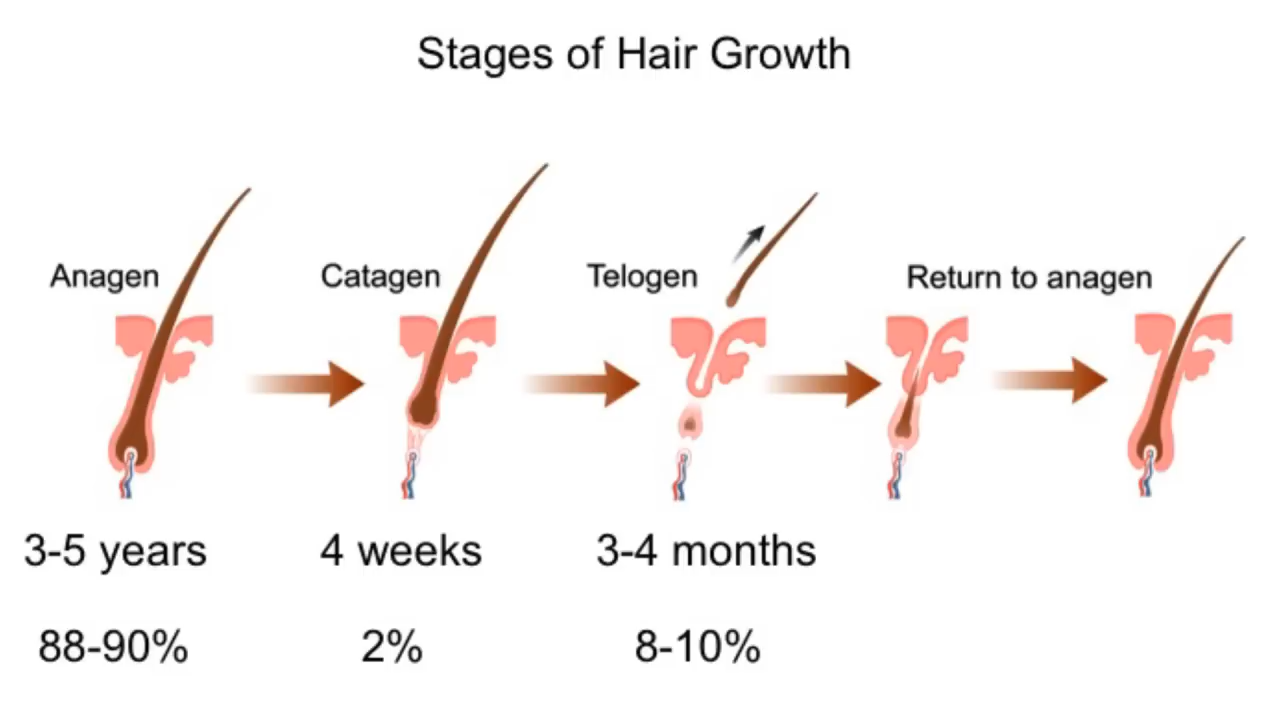 Stages of Hair Growth
Anagen
Catagen
Telogen
Return to anagen
3-5 years
4 weeks
3-4 months
88-90%
2%
8-10%